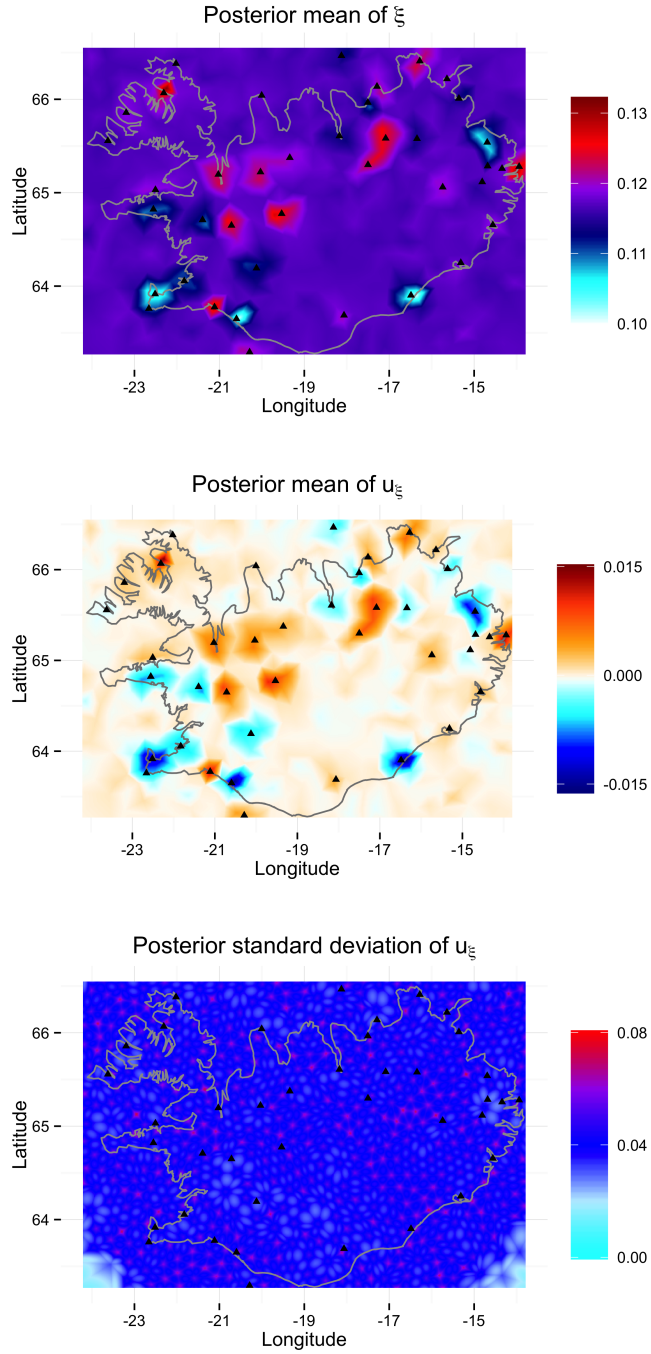 Posterior mean of ξ
Latitude
66
65
64
-23 -21 -19 -17 -15
Longitude
0.13
0.12
0.11
0.10
Posterior mean of uξ
Latitude
66
65
64
-23 -21 -19 -17 -15
Longitude
0.015
0.000
-0.015
Posterior standard deviation of uξ
Latitude
66
65
64
-23 -21 -19 -17 -15
Longitude
0.08
0.04
0.00